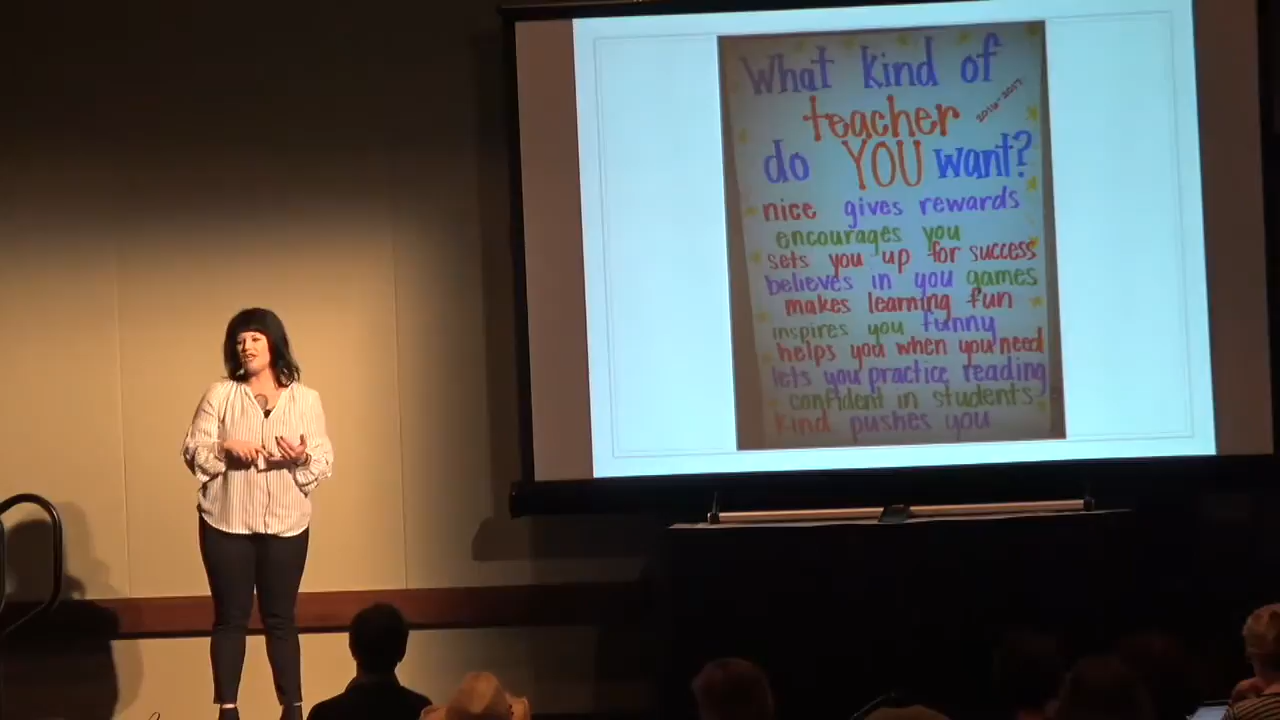 What kind of
teacher 2016-2017
do YOU want?
nice gives rewards
encourages you
sets you up for success
believes in you games
makes learning fun
inspires you funny
helps you when you need
lets you practice reading
confident in students
kind pushes you